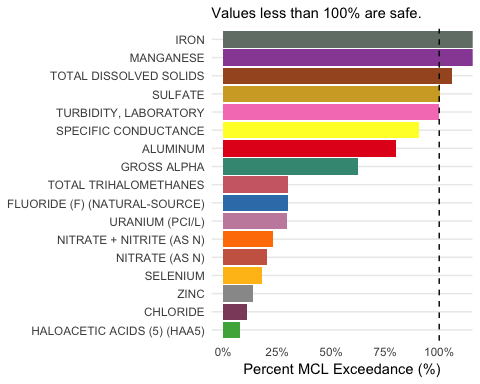 Values less than 100% are safe.
IRON
MANGANESE
TOTAL DISSOLVED SOLIDS
SULFATE
TURBIDITY, LABORATORY
SPECIFIC CONDUCTANCE
ALUMINUM
GROSS ALPHA
TOTAL TRIHALOMETHANES
FLUORIDE (F) (NATURAL-SOURCE)
URANIUM (PCI/L)
NITRATE + NITRITE (AS N)
NITRATE (AS N)
SELENIUM
ZINC
CHLORIDE
HALOACETIC ACIDS (5) (HAA5)
0% 25% 50% 75% 100%
Percent MCL Exceedance (%)